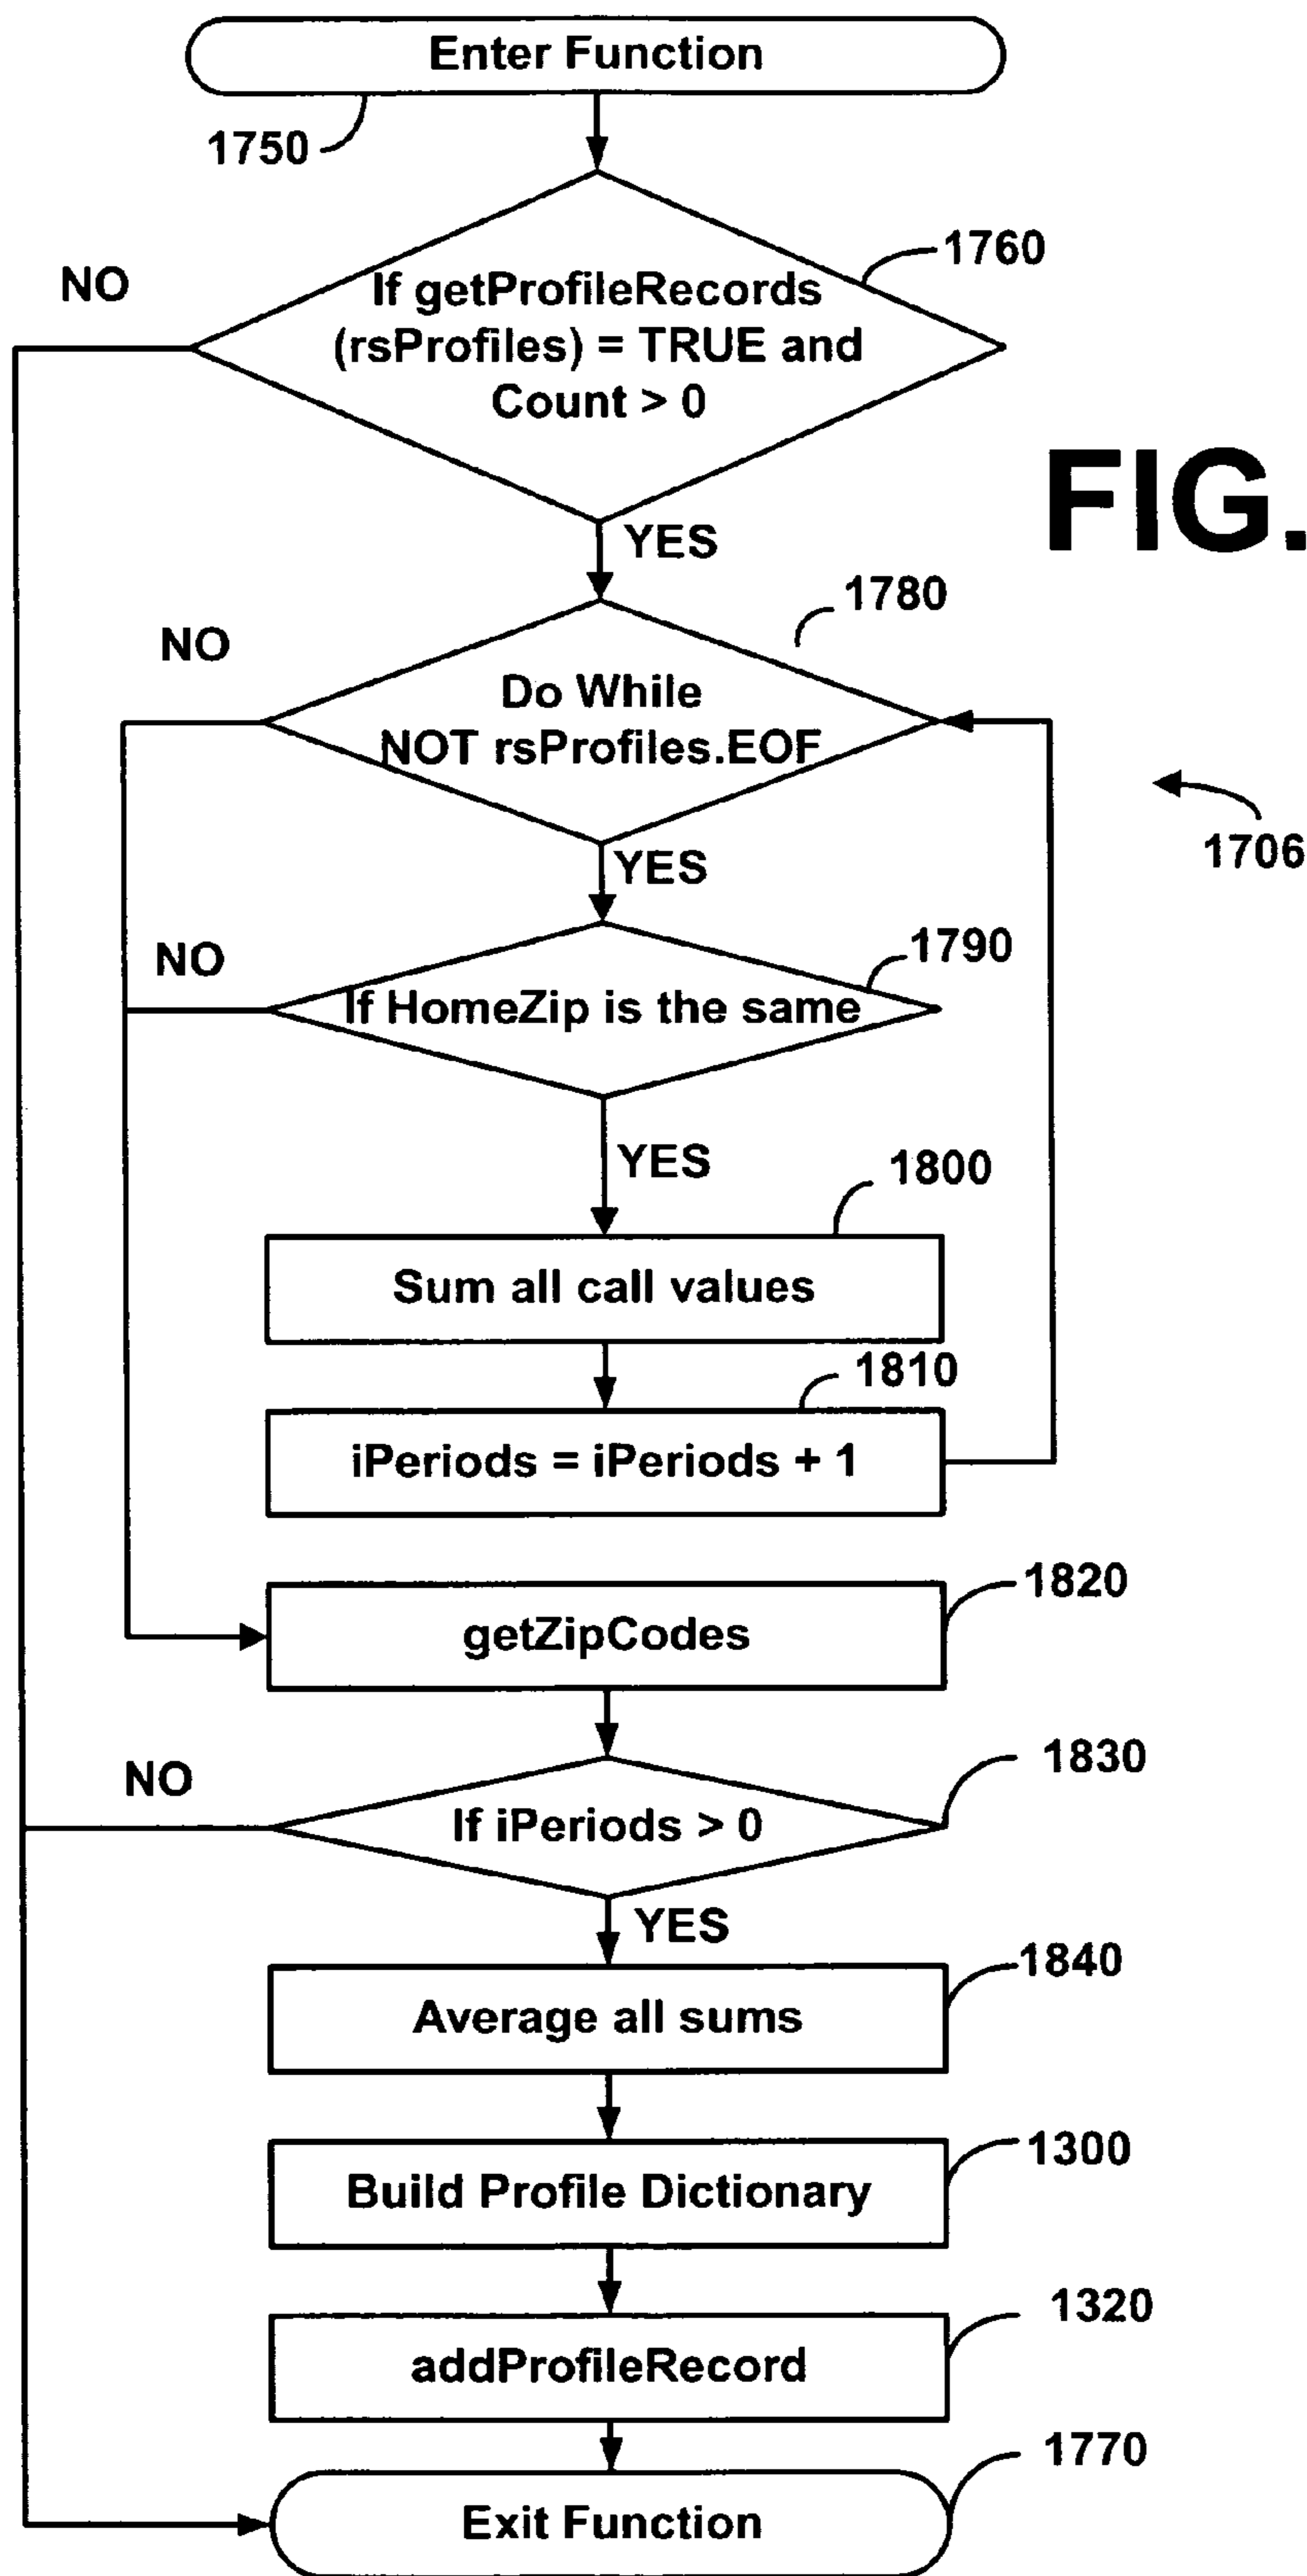 Enter Function
1750
1760
NO
If getProfileRecords
(rsProfiles) = TRUE and
Count > 0
FIG.
YES
1780
NO
Do While
NOT rsProfiles.EOF
1706
YES
1790
NO
If HomeZip is the same
YES
1800
Sum all call values
1810
iPeriods = iPeriods + 1
1820
getZipCodes
1830
NO
If iPeriods > 0
YES
1840
Average all sums
1300
Build Profile Dictionary
1320
addProfileRecord
1770
Exit Function